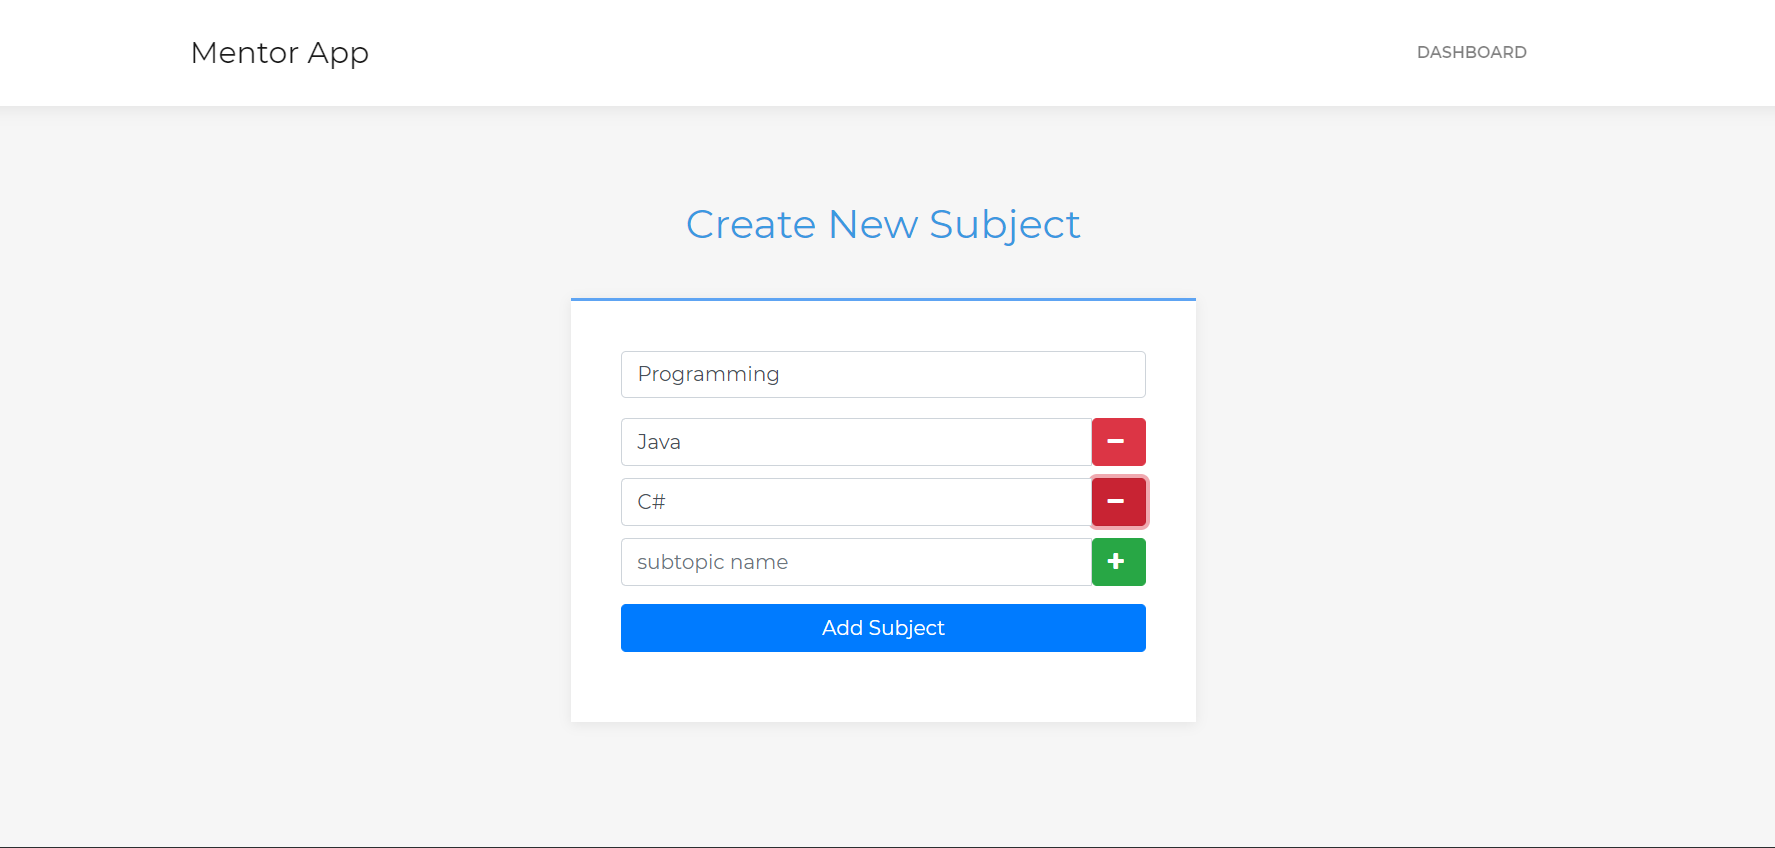 Mentor App
DASHBOARD
Create New Subject
Programming
Java
C#
subtopic name
Add Subject